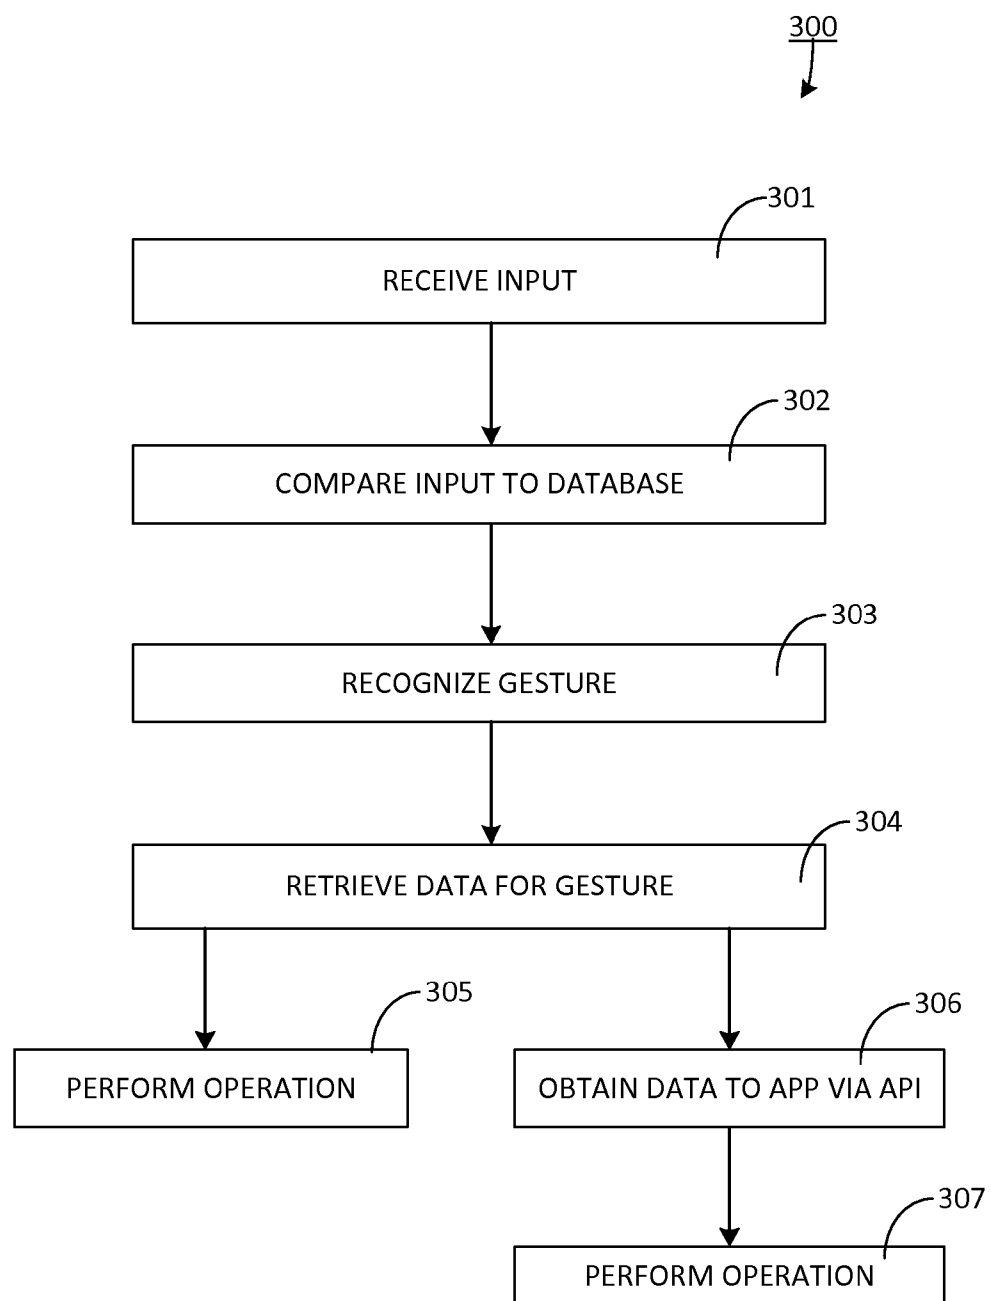 300
301
RECEIVE INPUT
302
COMPARE INPUT TO DATABASE
303
RECOGNIZE GESTURE
304
RETRIEVE DATA FOR GESTURE
305
PERFORM OPERATION
306
OBTAIN DATA TO APP VIA API
307
PERFORM OPERATION